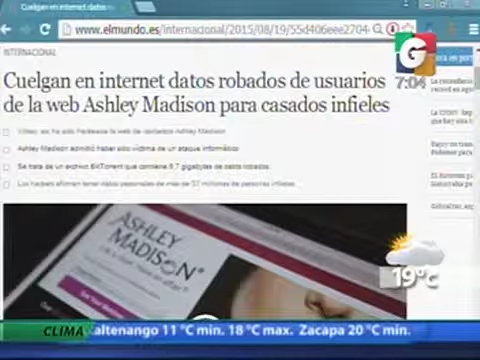 Cuelgan en internet datos ro
www.elmundo.es/internacional/2015/08/19/55d406eee2704
INTERNACIONAL
G
7:04
Cuelgan en internet datos robados de usuarios
de la web Ashley Madison para casados infieles
Vídeo: así ha sido hackeada la web de contactos Ashley Madison
Ashley Madison admitió haber sido víctima de un ataque informático
Se trata de un archivo BitTorrent que contiene 9,7 gigabytes de datos robados
Los hackers afirman tener datos personales de más de 37 millones de personas infieles
ASHLEY
MADISON®
19°C
CLIMA
altenango 11 °C min. 18 °C max. Zacapa 20 °C min.